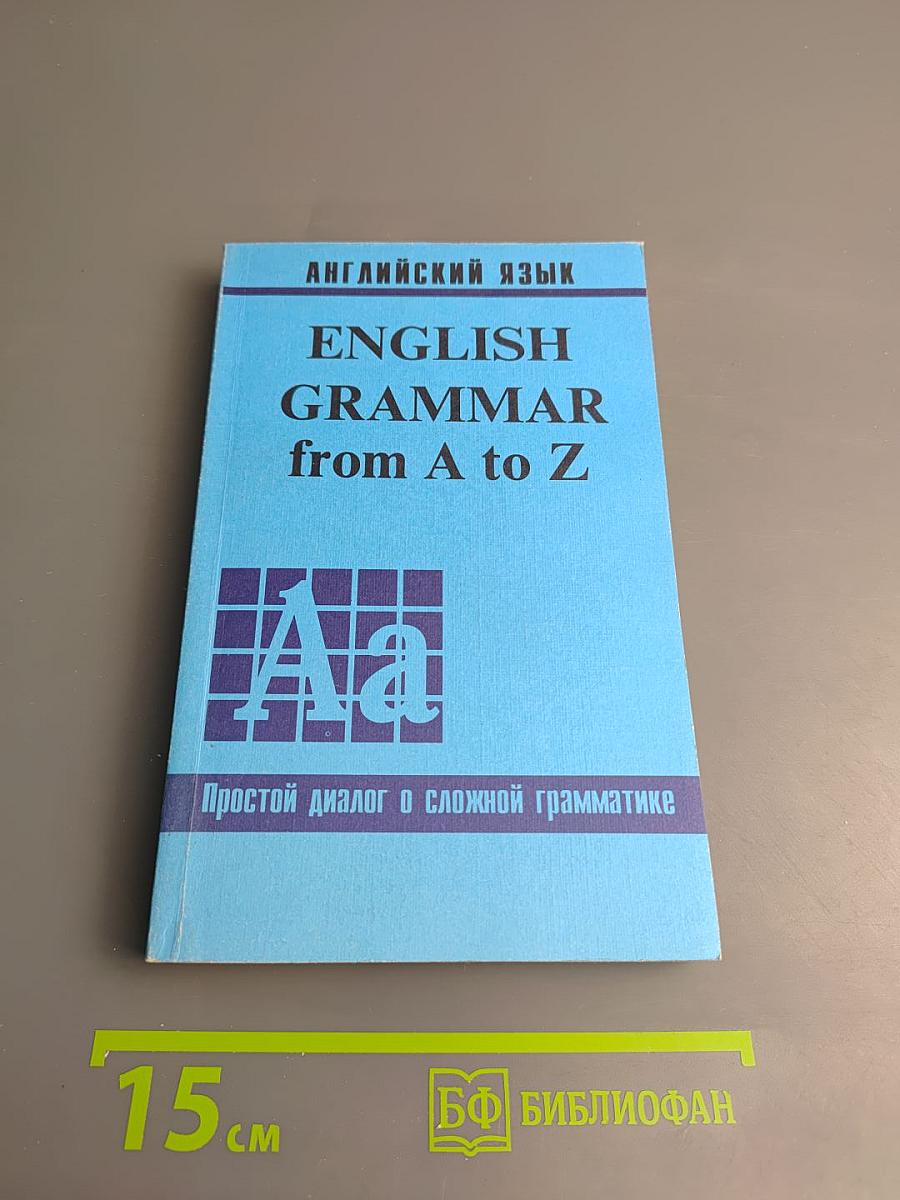 АНГЛИЙСКИЙ ЯЗЫК
ENGLISH
GRAMMAR
from A to Z
Aa
Простой диалог о сложной грамматике
15 см
БФ БИБЛИОФАН